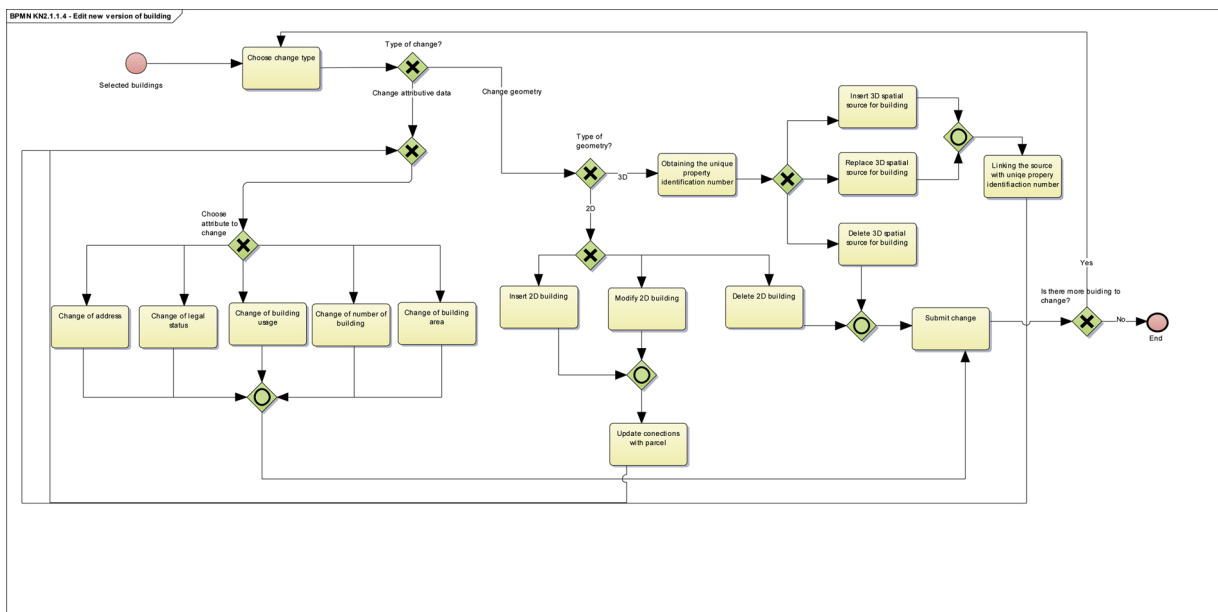 BPMN KN2.1.1.4 - Edit new version of building
Selected buildings
Choose change type
Type of change?
Change attributive data
Change geometry
Type of
geometry?
3D
2D
Obtaining the unique
property
identification number
Insert 3D spatial
source for building
Replace 3D spatial
source for building
Delete 3D spatial
source for building
Linking the source
with uniqe propery
identifiaction number
Choose
attribute to
change
Change of address
Change of legal
status
Change of building
usage
Change of number of
building
Change of building
area
Insert 2D building
Modify 2D building
Delete 2D building
Update conections
with parcel
Submit change
Is there more buiding to
change?
Yes
No
End